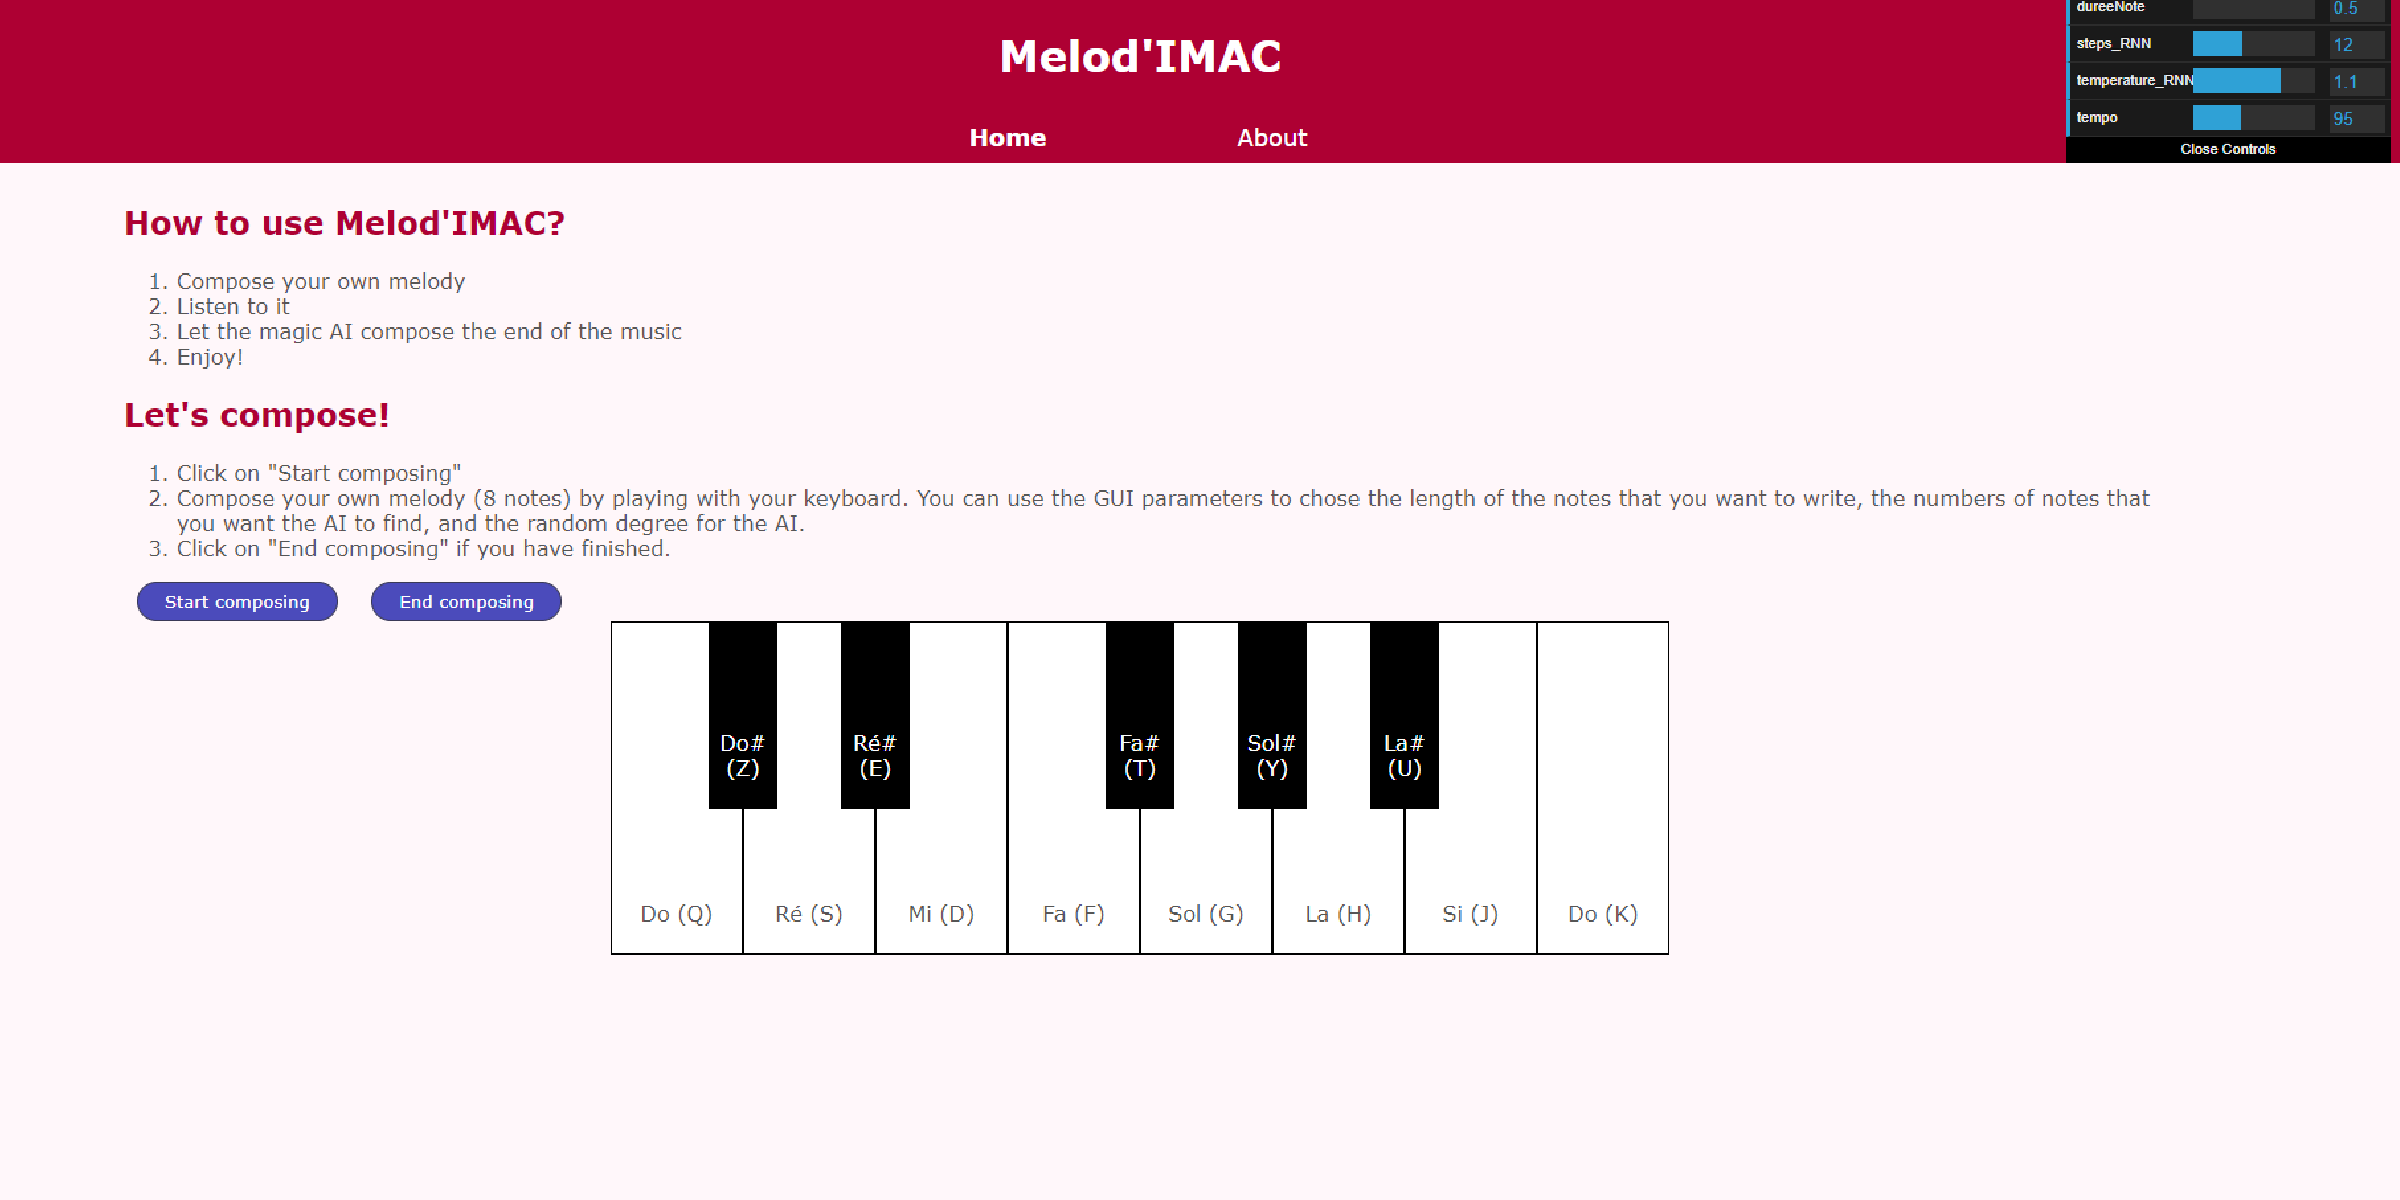 Melod'IMAC
Home
About
dureeNote 0.5
steps_RNN 12
temperature_RNN 1.1
tempo 95
Close Controls
How to use Melod'IMAC?
1. Compose your own melody
2. Listen to it
3. Let the magic AI compose the end of the music
4. Enjoy!
Let's compose!
1. Click on "Start composing"
2. Compose your own melody (8 notes) by playing with your keyboard. You can use the GUI parameters to chose the length of the notes that you want to write, the numbers of notes that
you want the AI to find, and the random degree for the AI.
3. Click on "End composing" if you have finished.
Start composing
End composing
Do#
(Z)
Ré#
(E)
Fa#
(T)
Sol#
(Y)
La#
(U)
Do (Q)
Ré (S)
Mi (D)
Fa (F)
Sol (G)
La (H)
Si (J)
Do (K)